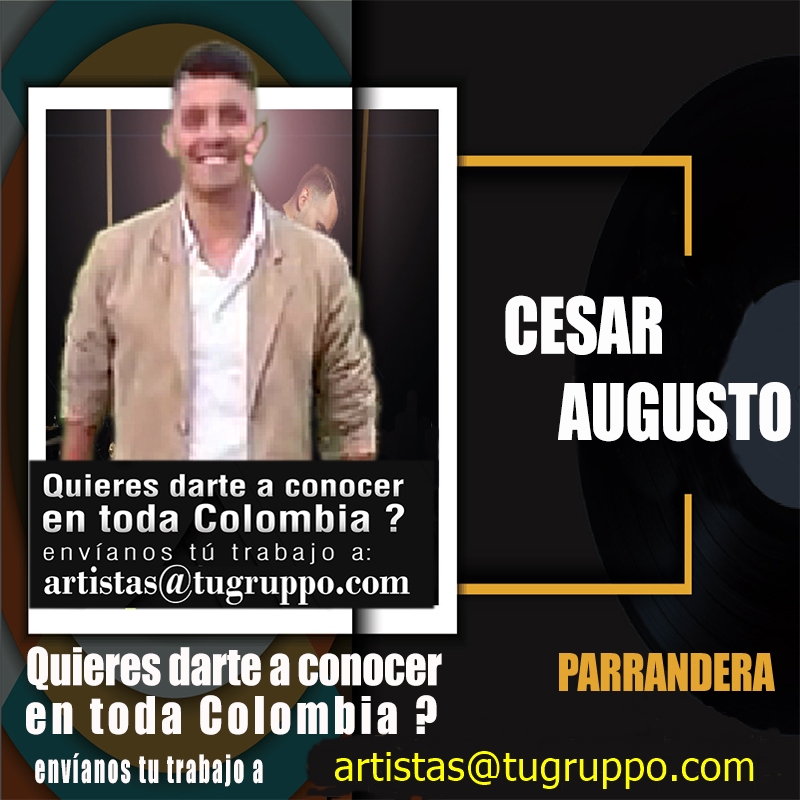 CESAR
AUGUSTO
Quieres darte a conocer
en toda Colombia ?
envíanos tú trabajo a:
artistas@tugruppo.com
PARRANDERA
Quieres darte a conocer
en toda Colombia ?
envíanos tu trabajo a
artistas@tugruppo.com